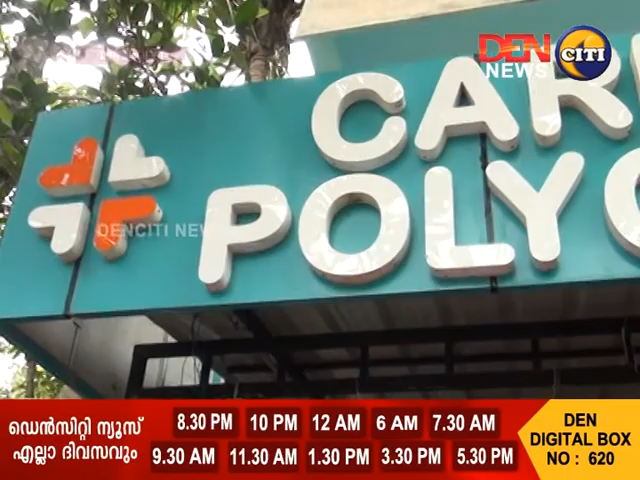 DEN
NEWS
CITI
CAR
POLY
DENCITI NEW
ഡെൻസിറ്റി ന്യൂസ്
എല്ലാ ദിവസവും
8.30 PM 10 PM 12 AM 6 AM 7.30 AM
9.30 AM 11.30 AM 1.30 PM 3.30 PM 5.30 PM
DEN
DIGITAL BOX
NO : 620